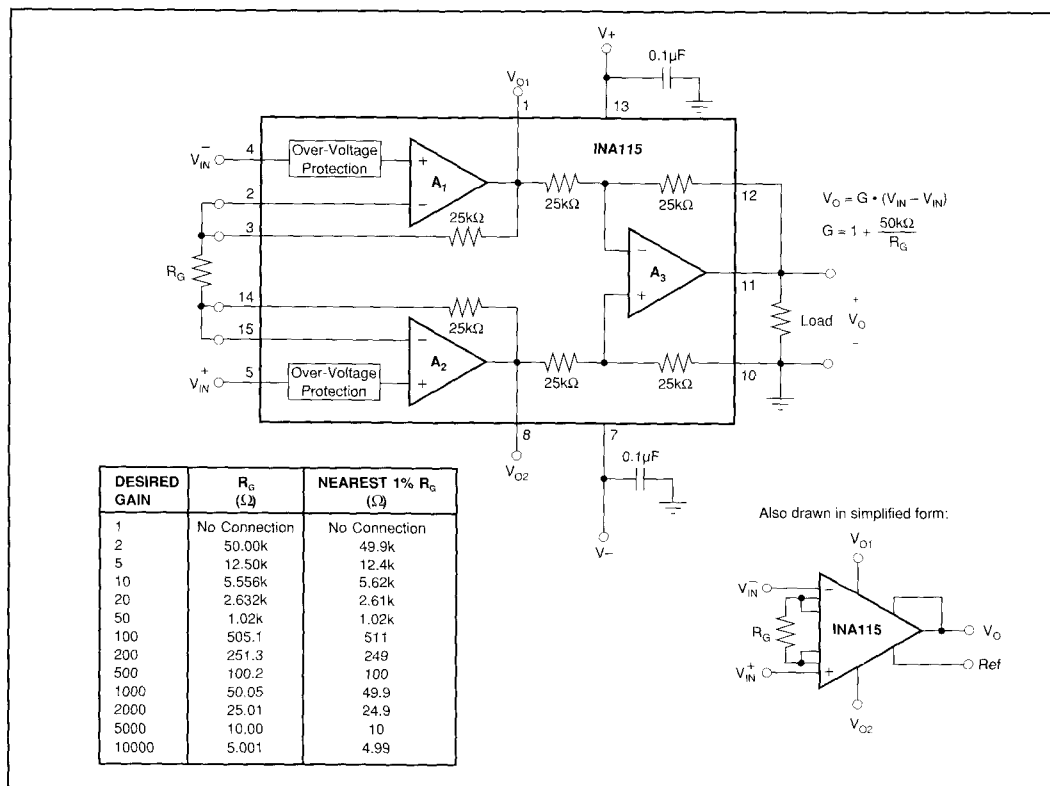 V+
0.1µF
V_O1
1
13
INA115
V_IN^-
4
Over-Voltage
Protection
+
A_1
-
2
25kΩ
25kΩ
12
3
25kΩ
V_O = G • (V_IN – V_IN)
G = 1 + 50kΩ / R_G
R_G
-
A_3
+
11
14
25kΩ
Load
+
V_O
-
15
-
A_2
+
V_IN^+
5
Over-Voltage
Protection
25kΩ
25kΩ
10
8
7
V_O2
0.1µF
V–
DESIRED GAIN | R_G (Ω) | NEAREST 1% R_G (Ω)
1 No Connection No Connection
2 50.00k 49.9k
5 12.50k 12.4k
10 5.556k 5.62k
20 2.632k 2.61k
50 1.02k 1.02k
100 505.1 511
200 251.3 249
500 100.2 100
1000 50.05 49.9
2000 25.01 24.9
5000 10.00 10
10000 5.001 4.99
Also drawn in simplified form:
V_O1
V_IN^-
-
R_G
INA115
V_O
V_IN^+
+
Ref
V_O2